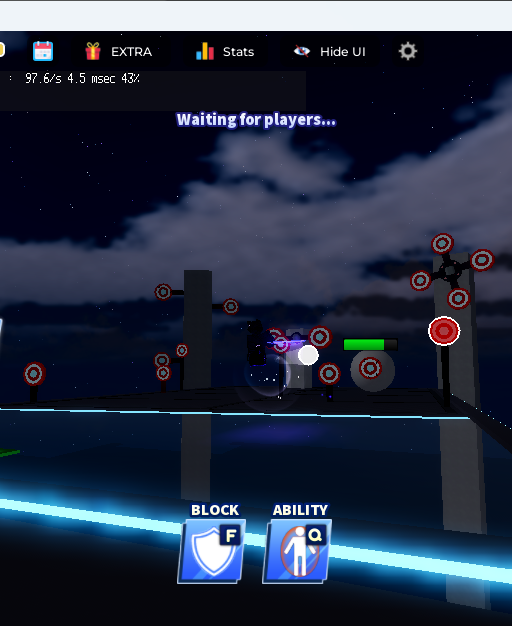 EXTRA Stats Hide UI
: 97.6/s 4.5 msec 43%
Waiting for players...
BLOCK ABILITY
F Q